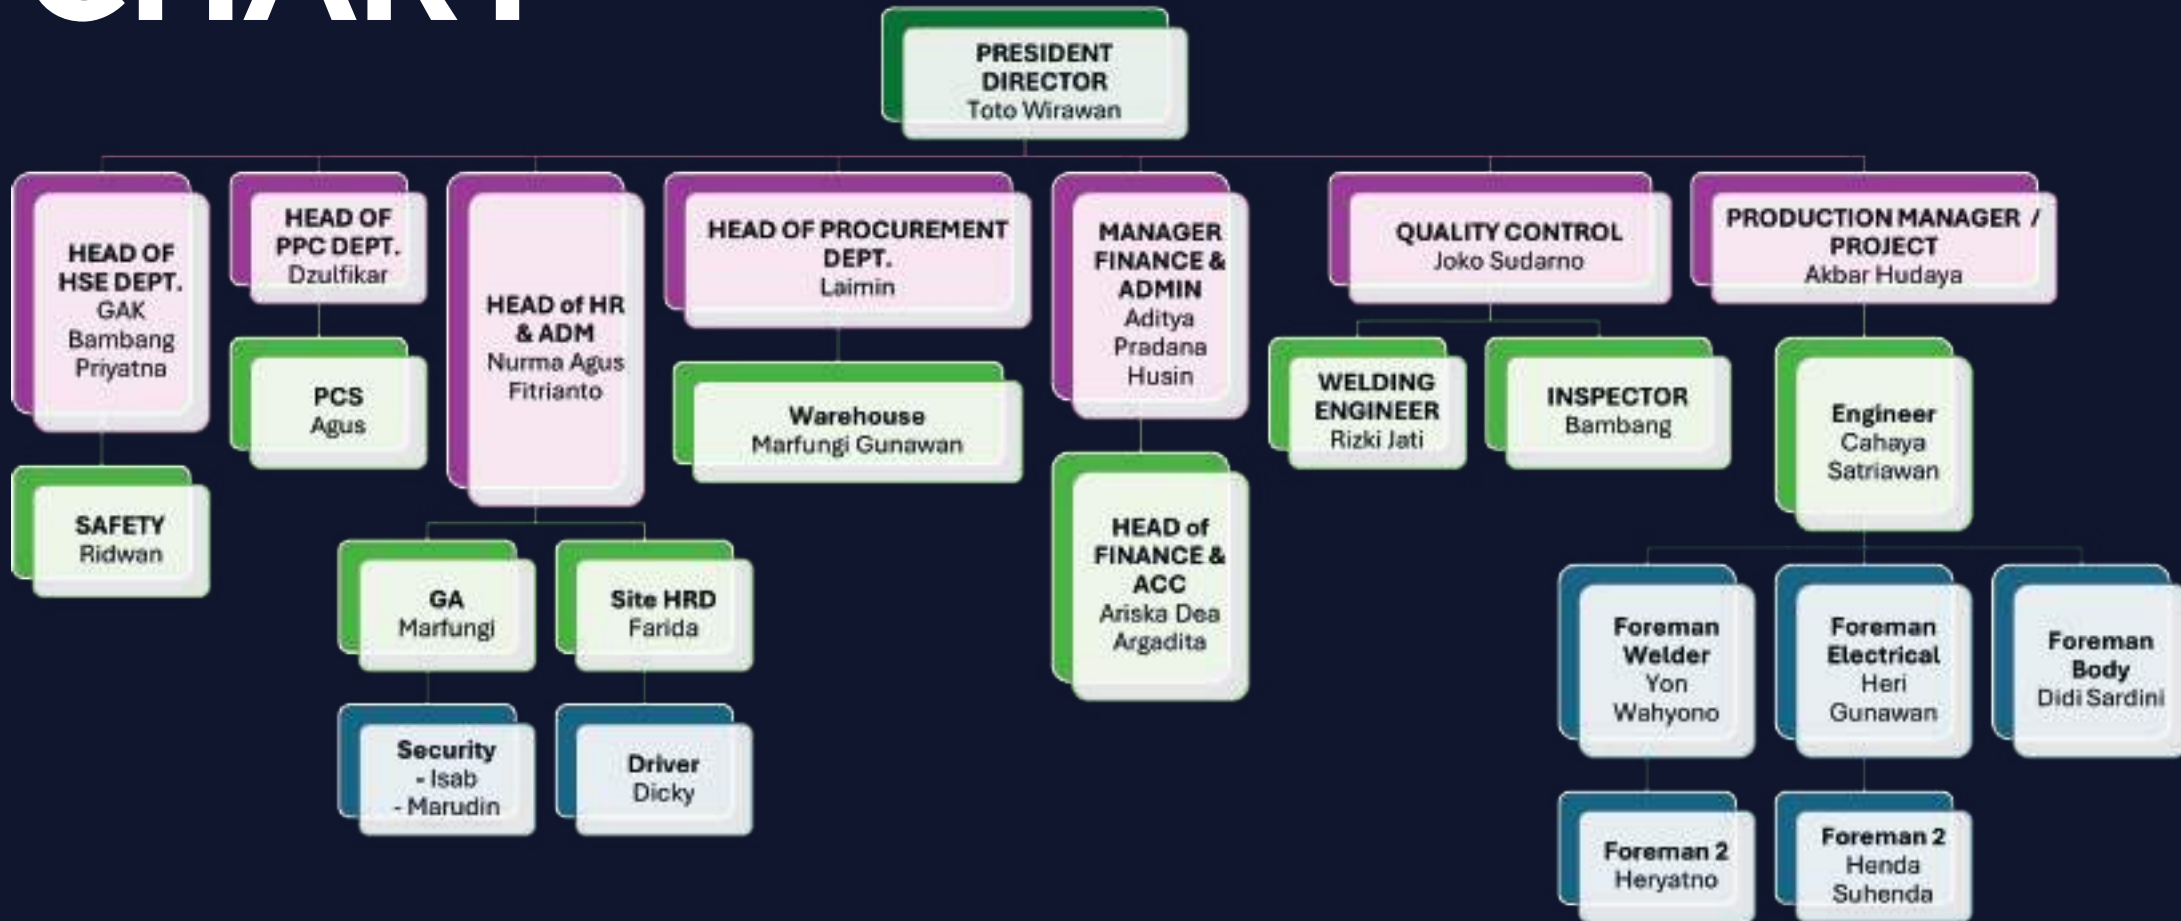 CHART
PRESIDENT
DIRECTOR
Toto Wirawan
HEAD OF
HSE DEPT.
GAK
Bambang
Priyatna
HEAD OF
PPC DEPT.
Dzulfikar
HEAD of HR
& ADM
Nurma Agus
Fitrianto
HEAD OF PROCUREMENT
DEPT.
Laimin
MANAGER
FINANCE &
ADMIN
Aditya
Pradana
Husin
QUALITY CONTROL
Joko Sudarno
PRODUCTION MANAGER /
PROJECT
Akbar Hudaya
SAFETY
Ridwan
PCS
Agus
GA
Marfungi
Site HRD
Farida
Warehouse
Marfungi Gunawan
HEAD of
FINANCE &
ACC
Ariska Dea
Argadita
WELDING
ENGINEER
Rizki Jati
INSPECTOR
Bambang
Engineer
Cahaya
Satriawan
Security
- Isab
- Marudin
Driver
Dicky
Foreman
Welder
Yon
Wahyono
Foreman
Electrical
Heri
Gunawan
Foreman
Body
Didi Sardini
Foreman 2
Heryatno
Foreman 2
Henda
Suhenda